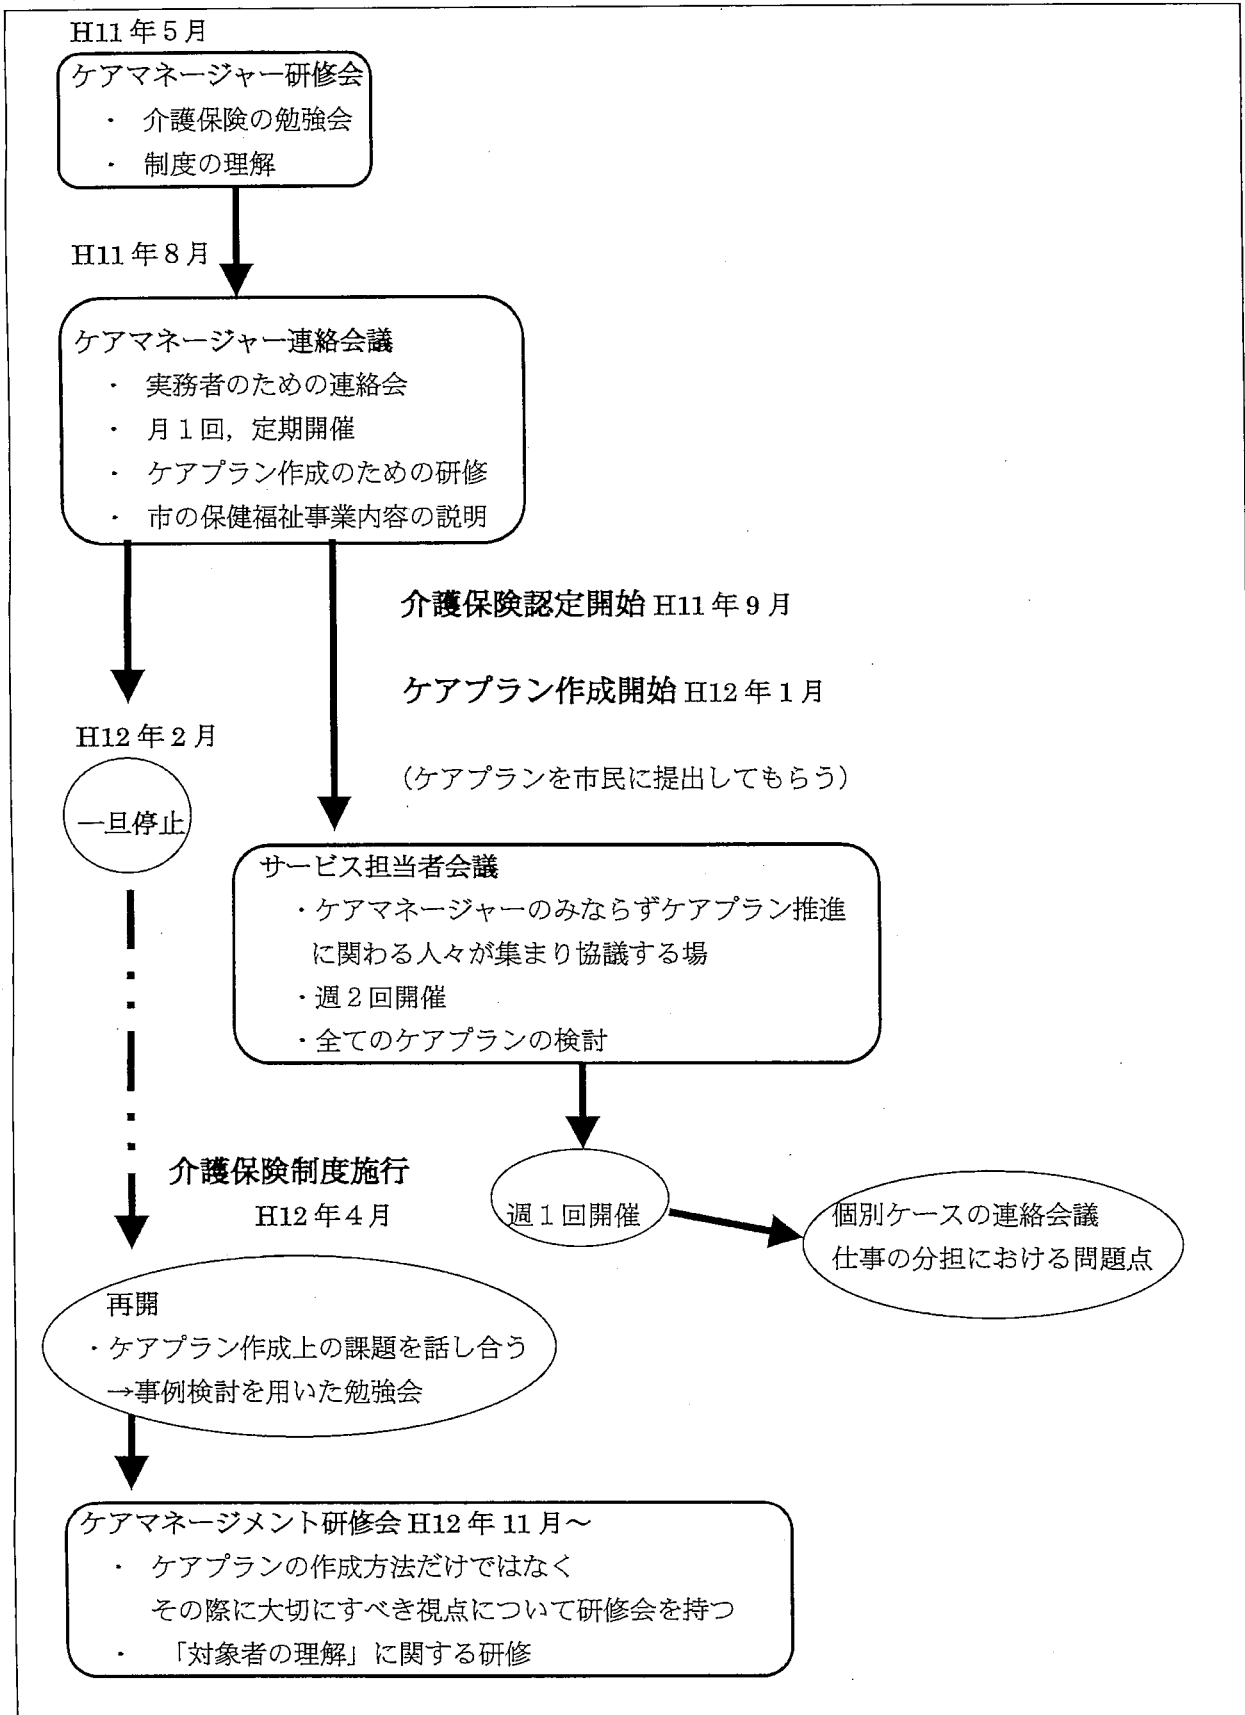 H11年5月
ケアマネージャー研修会
・ 介護保険の勉強会
・ 制度の理解
H11年8月
ケアマネージャー連絡会議
・ 実務者のための連絡会
・ 月1回，定期開催
・ ケアプラン作成のための研修
・ 市の保健福祉事業内容の説明
介護保険認定開始 H11年9月
ケアプラン作成開始 H12年1月
（ケアプランを市民に提出してもらう）
H12年2月
一旦停止
サービス担当者会議
・ケアマネージャーのみならずケアプラン推進
に関わる人々が集まり協議する場
・週2回開催
・全てのケアプランの検討
介護保険制度施行
H12年4月
週1回開催
個別ケースの連絡会議
仕事の分担における問題点
再開
・ケアプラン作成上の課題を話し合う
→事例検討を用いた勉強会
ケアマネージメント研修会 H12年11月～
・ ケアプランの作成方法だけではなく
その際に大切にすべき視点について研修会を持つ
・ 「対象者の理解」に関する研修